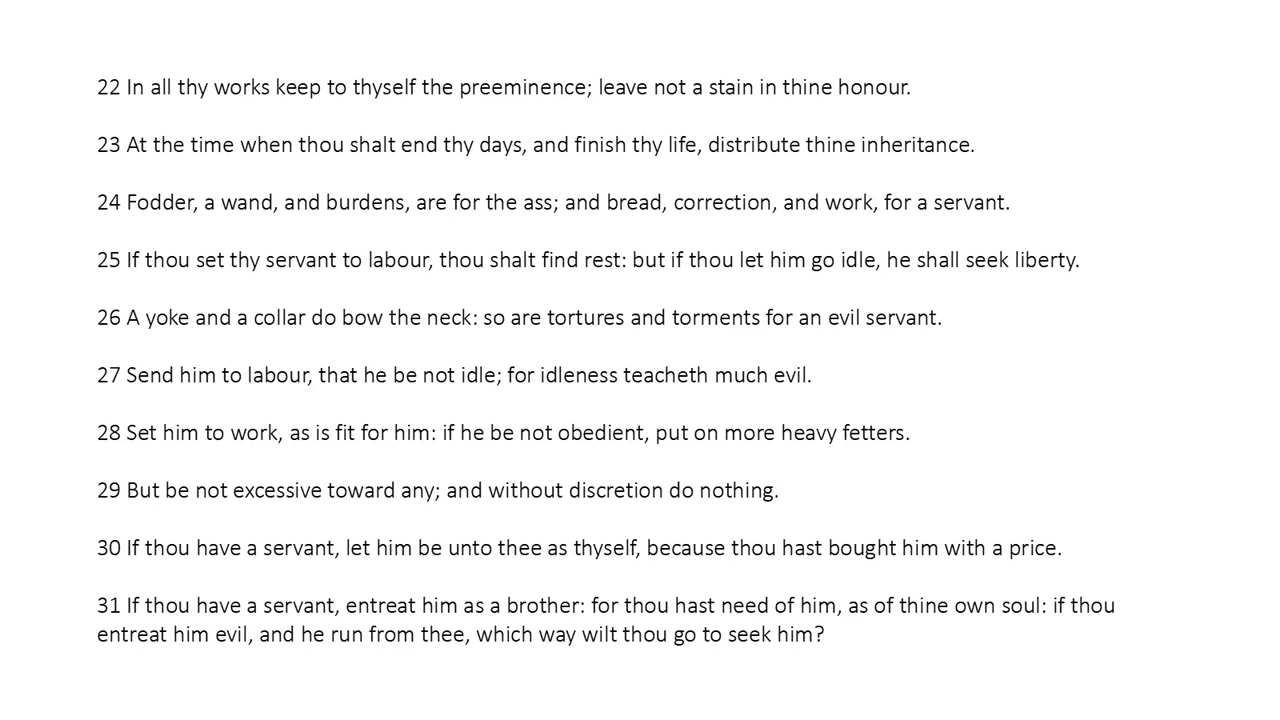 22 In all thy works keep to thyself the preeminence; leave not a stain in thine honour.
23 At the time when thou shalt end thy days, and finish thy life, distribute thine inheritance.
24 Fodder, a wand, and burdens, are for the ass; and bread, correction, and work, for a servant.
25 If thou set thy servant to labour, thou shalt find rest: but if thou let him go idle, he shall seek liberty.
26 A yoke and a collar do bow the neck: so are tortures and torments for an evil servant.
27 Send him to labour, that he be not idle; for idleness teacheth much evil.
28 Set him to work, as is fit for him: if he be not obedient, put on more heavy fetters.
29 But be not excessive toward any; and without discretion do nothing.
30 If thou have a servant, let him be unto thee as thyself, because thou hast bought him with a price.
31 If thou have a servant, entreat him as a brother: for thou hast need of him, as of thine own soul: if thou
entreat him evil, and he run from thee, which way wilt thou go to seek him?